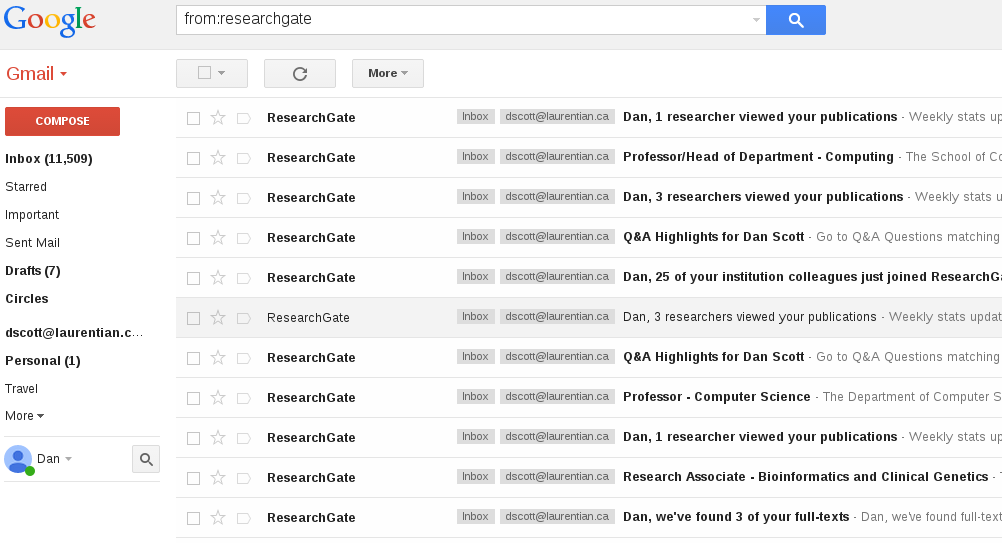 Google
from:researchgate
Gmail
More
COMPOSE
Inbox (11,509)
Starred
Important
Sent Mail
Drafts (7)
Circles
dscott@laurentian.c...
Personal (1)
Travel
More
Dan
ResearchGate Inbox dscott@laurentian.ca Dan, 1 researcher viewed your publications - Weekly stats up
ResearchGate Inbox dscott@laurentian.ca Professor/Head of Department - Computing - The School of Co
ResearchGate Inbox dscott@laurentian.ca Dan, 3 researchers viewed your publications - Weekly stats u
ResearchGate Inbox dscott@laurentian.ca Q&A Highlights for Dan Scott - Go to Q&A Questions matching
ResearchGate Inbox dscott@laurentian.ca Dan, 25 of your institution colleagues just joined ResearchGa
ResearchGate Inbox dscott@laurentian.ca Dan, 3 researchers viewed your publications - Weekly stats updat
ResearchGate Inbox dscott@laurentian.ca Q&A Highlights for Dan Scott - Go to Q&A Questions matching
ResearchGate Inbox dscott@laurentian.ca Professor - Computer Science - The Department of Computer S
ResearchGate Inbox dscott@laurentian.ca Dan, 1 researcher viewed your publications - Weekly stats up
ResearchGate Inbox dscott@laurentian.ca Research Associate - Bioinformatics and Clinical Genetics -
ResearchGate Inbox dscott@laurentian.ca Dan, we've found 3 of your full-texts - Dan, we've found full-text